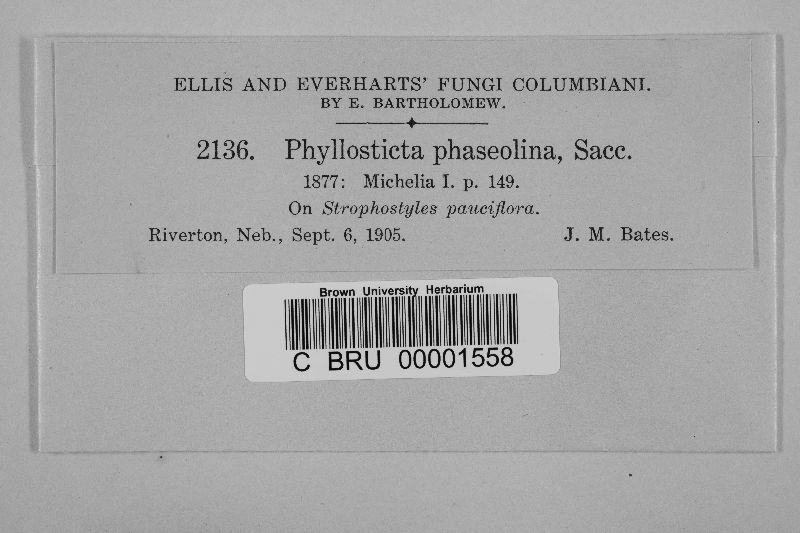 ELLIS AND EVERHARTS' FUNGI COLUMBIANI.
BY E. BARTHOLOMEW.
2136. Phyllosticta phaseolina, Sacc.
1877: Michelia I. p. 149.
On Strophostyles pauciflora.
Riverton, Neb., Sept. 6, 1905. J. M. Bates.
Brown University Herbarium
C BRU 00001558